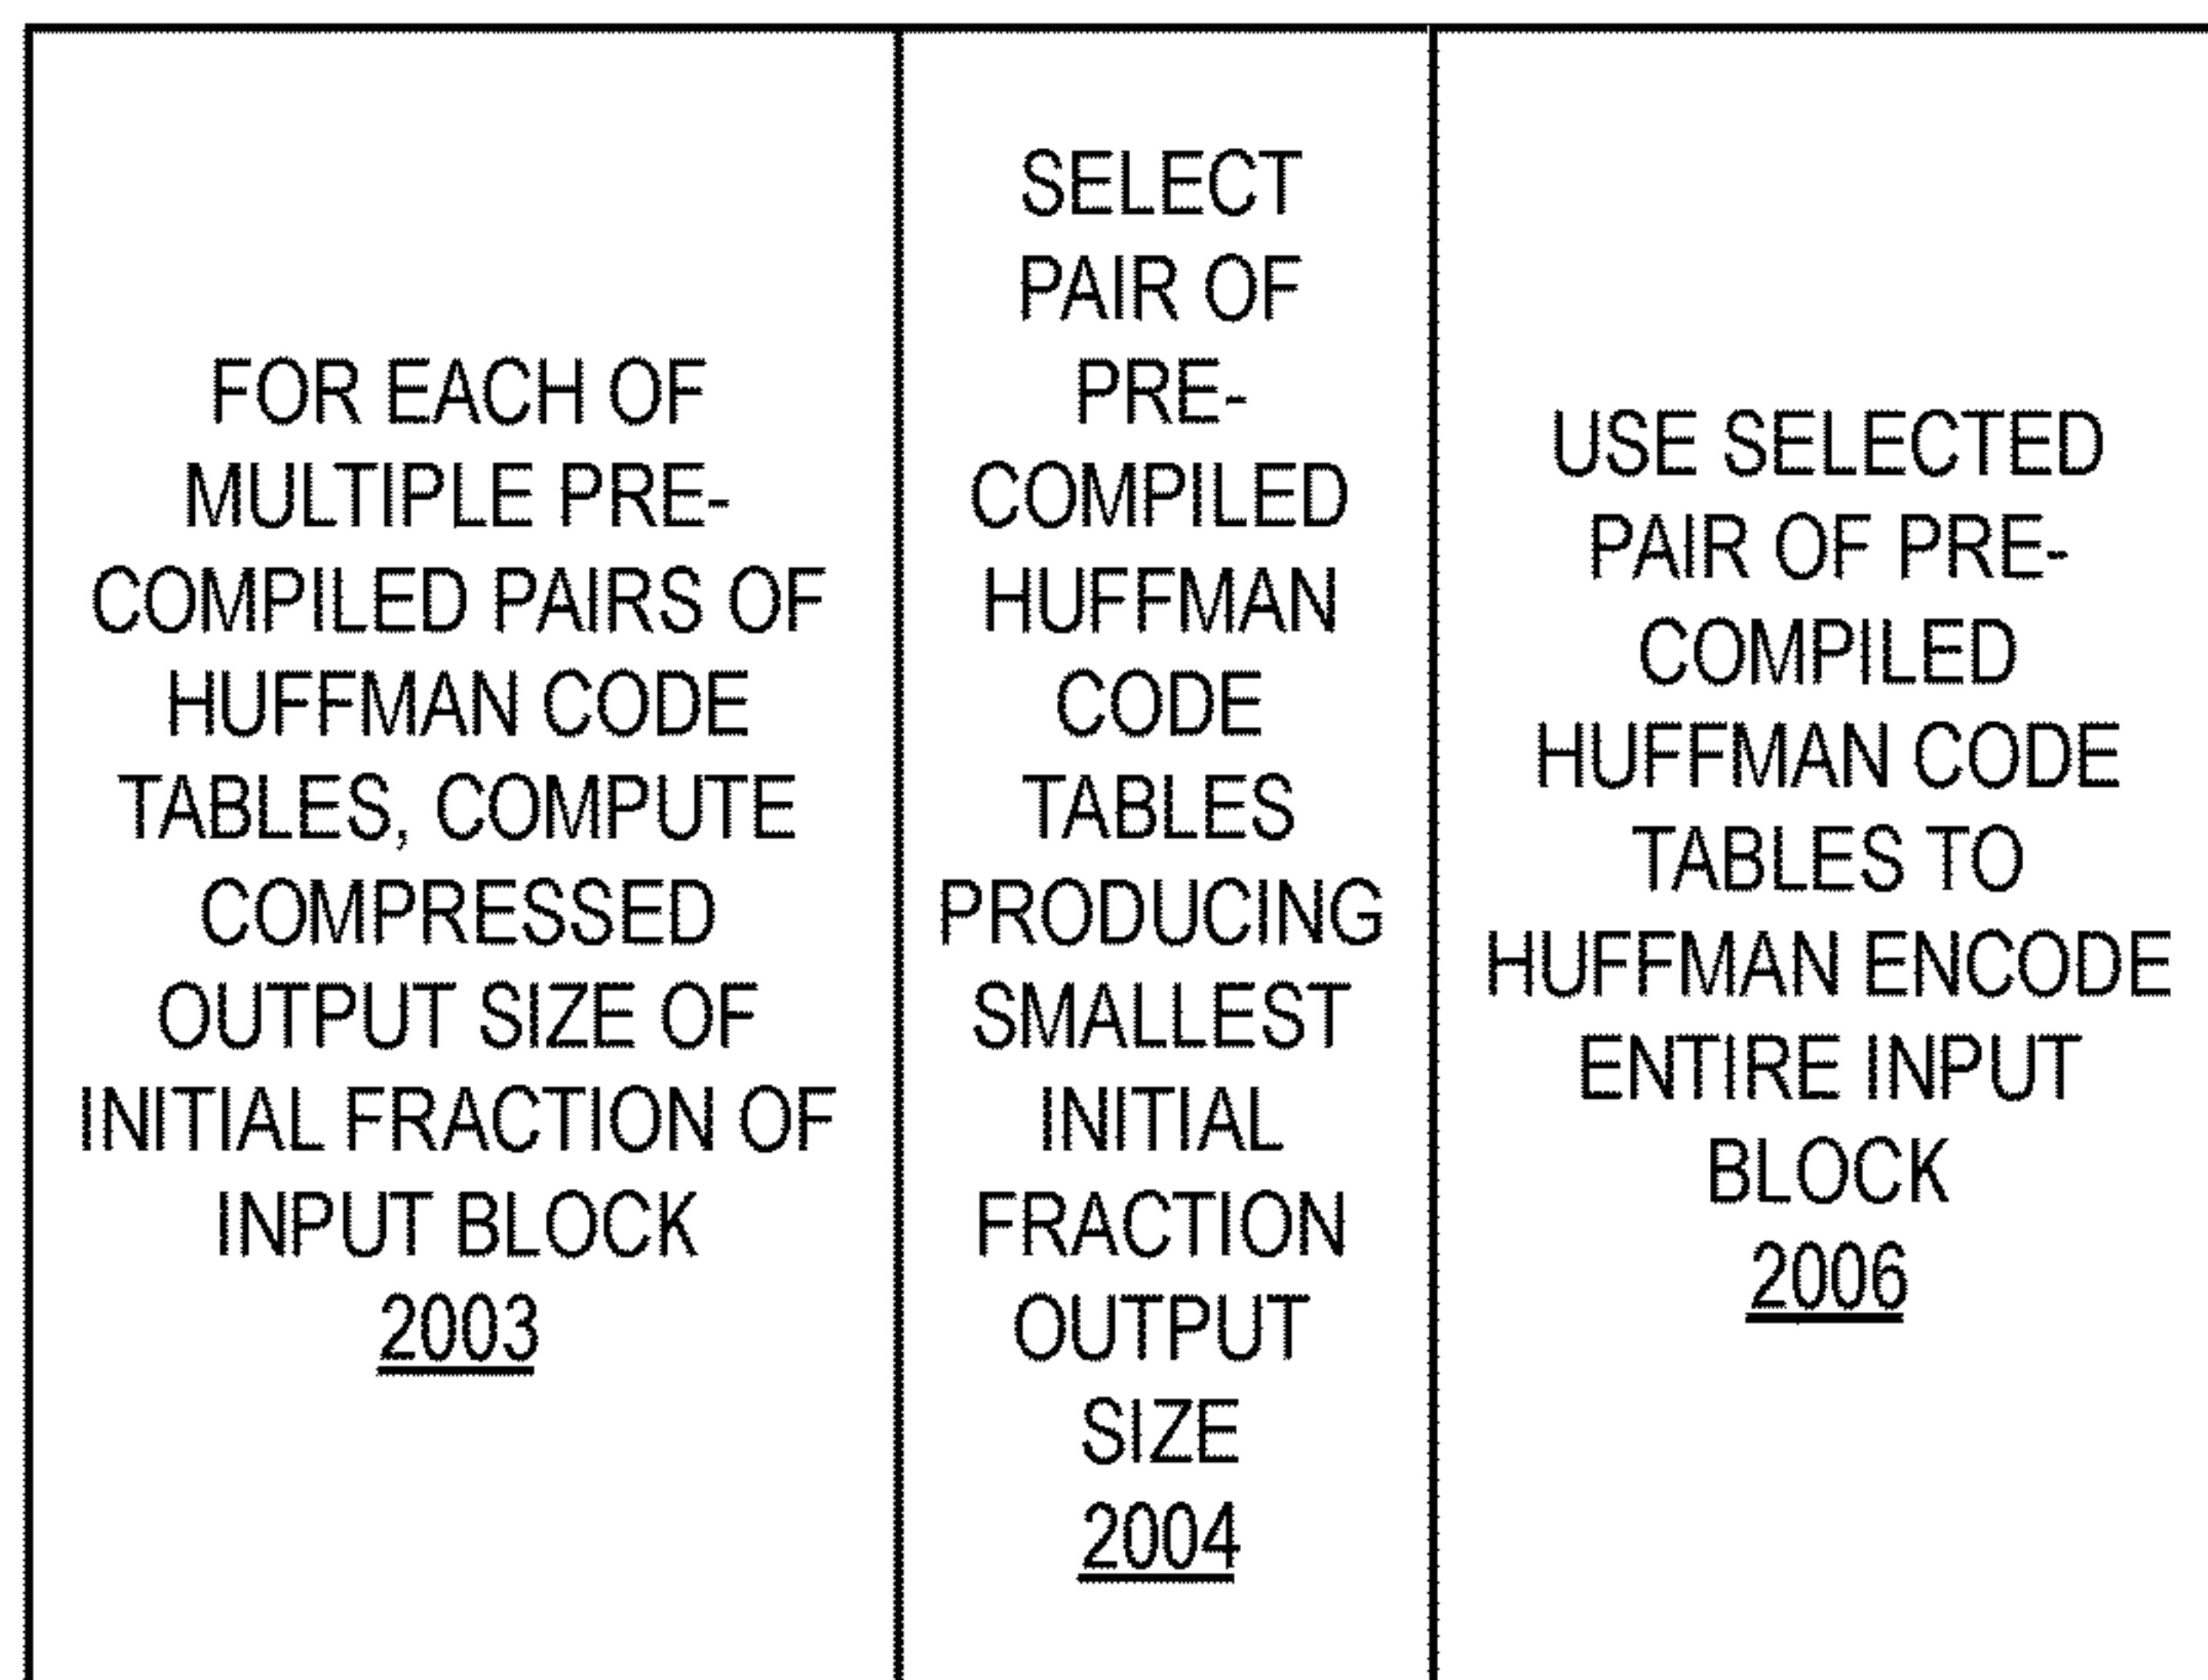 FOR EACH OF
MULTIPLE PRE-
COMPILED PAIRS OF
HUFFMAN CODE
TABLES, COMPUTE
COMPRESSED
OUTPUT SIZE OF
INITIAL FRACTION OF
INPUT BLOCK
2003
SELECT
PAIR OF
PRE-
COMPILED
HUFFMAN
CODE
TABLES
PRODUCING
SMALLEST
INITIAL
FRACTION
OUTPUT
SIZE
2004
USE SELECTED
PAIR OF PRE-
COMPILED
HUFFMAN CODE
TABLES TO
HUFFMAN ENCODE
ENTIRE INPUT
BLOCK
2006